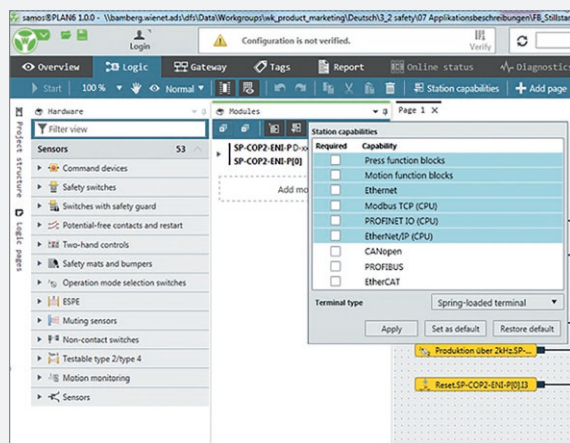 samos®PLAN6 1.0.0 - \\bamberg.wienet.ads\dfs\Data\Workgroups\wk_product_marketing\Deutsch\3_2 safety\07 Applikationsbeschreibungen\FB_Stillstan
Login
Configuration is not verified.
Verify
Overview
Logic
Gateway
Tags
Report
Online status
Diagnostics
Start
100 %
Normal
Station capabilities
Add page
Project structure
Logic pages
Hardware
Filter view
Sensors 53
Command devices
Safety switches
Switches with safety guard
Potential-free contacts and restart
Two-hand controls
Safety mats and bumpers
Operation mode selection switches
ESPE
Muting sensors
Non-contact switches
Testable type 2/type 4
Motion monitoring
Sensors
Modules
SP-COP2-ENI-P
SP-COP2-ENI-P[0]
Add mo
Page 1 X
Station capabilities
Required Capability
Press function blocks
Motion function blocks
Ethernet
Modbus TCP (CPU)
PROFINET IO (CPU)
EtherNet/IP (CPU)
CANopen
PROFIBUS
EtherCAT
Terminal type Spring-loaded terminal
Apply Set as default Restore default
Produktion über 2kHz.SP-...
Reset.SP-COP2-ENI-P[0].I3